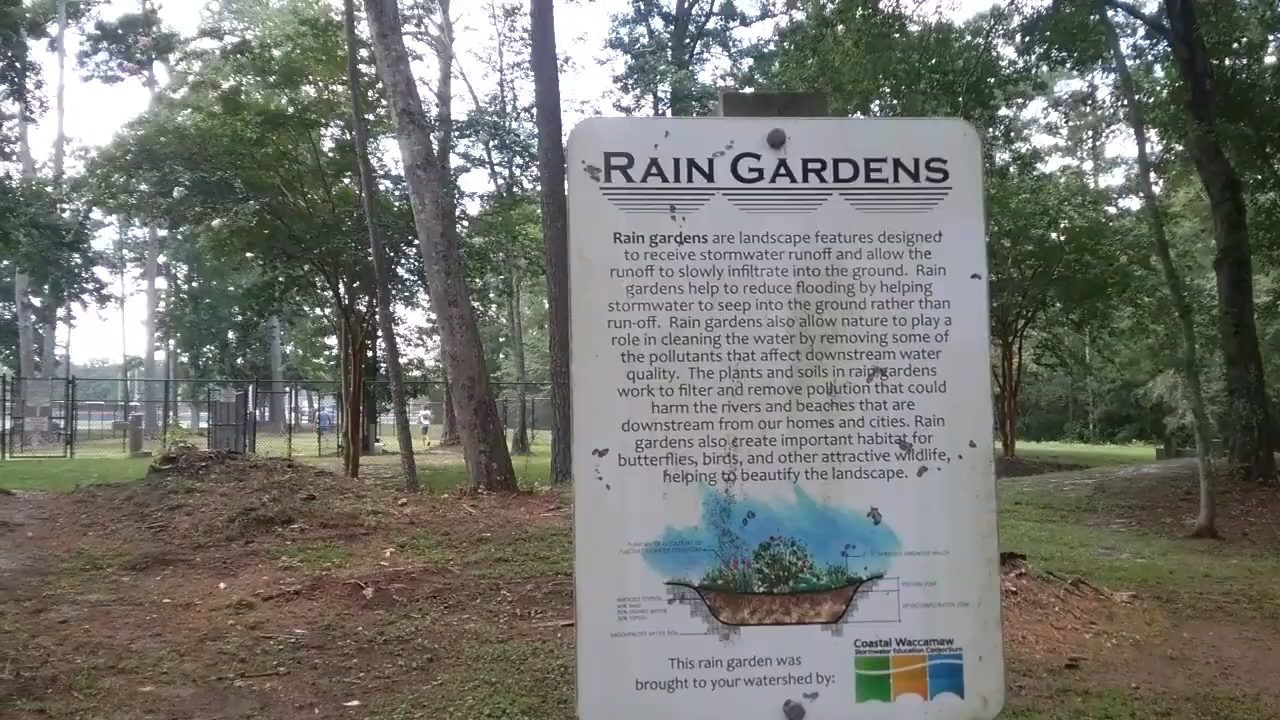 RAIN GARDENS
Rain gardens are landscape features designed
to receive stormwater runoff and allow the
runoff to slowly infiltrate into the ground. Rain
gardens help to reduce flooding by helping
stormwater to seep into the ground rather than
run-off. Rain gardens also allow nature to play a
role in cleaning the water by removing some of
the pollutants that affect downstream water
quality. The plants and soils in rain gardens
work to filter and remove pollution that could
harm the rivers and beaches that are
downstream from our homes and cities. Rain
gardens also create important habitat for
butterflies, birds, and other attractive wildlife,
helping to beautify the landscape.
HARDWOOD MULCH
PONDING ZONE
This rain garden was
brought to your watershed by:
Coastal Waccamaw
Stormwater Education Consortium